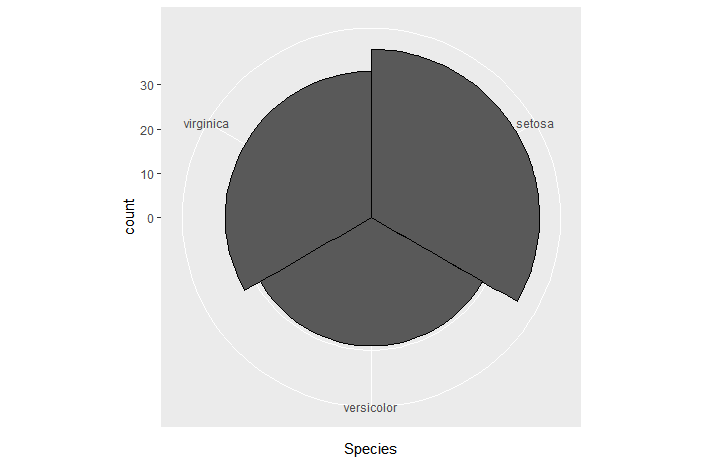 30
virginica
setosa
20
10
count
0
versicolor
Species